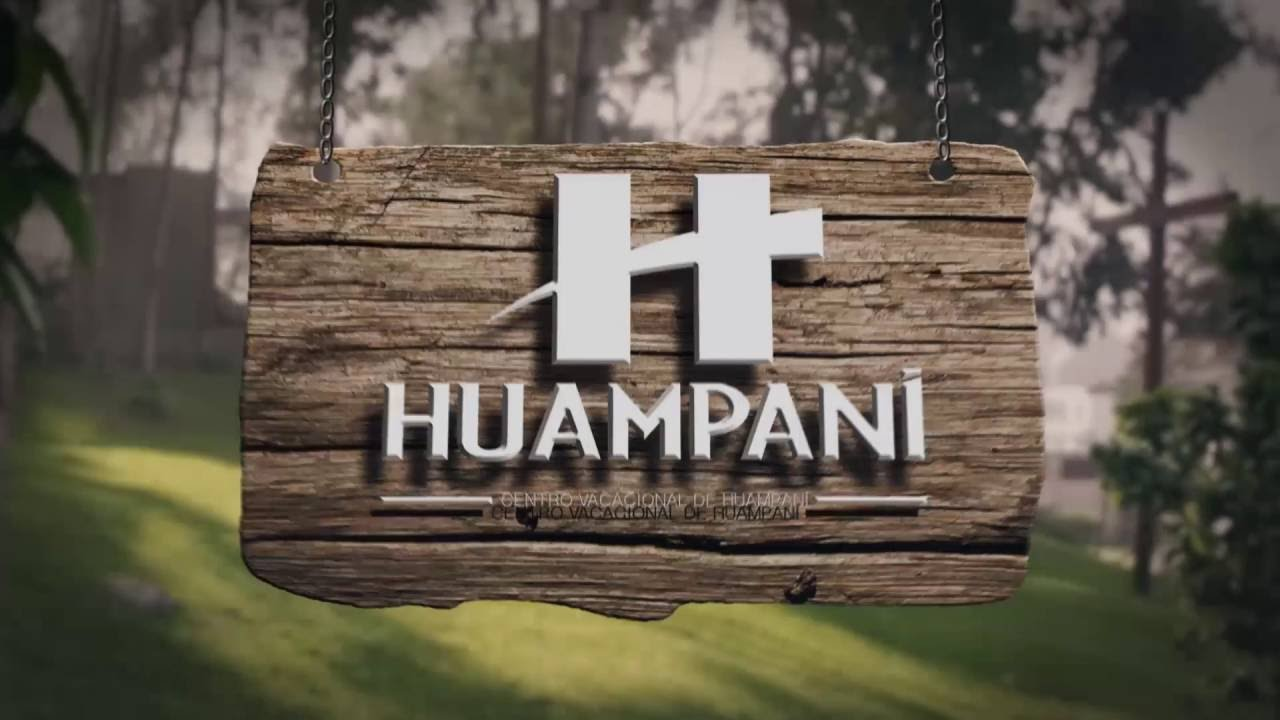 H
HUAMPANÍ
CENTRO VACACIONAL DE HUAMPANÍ